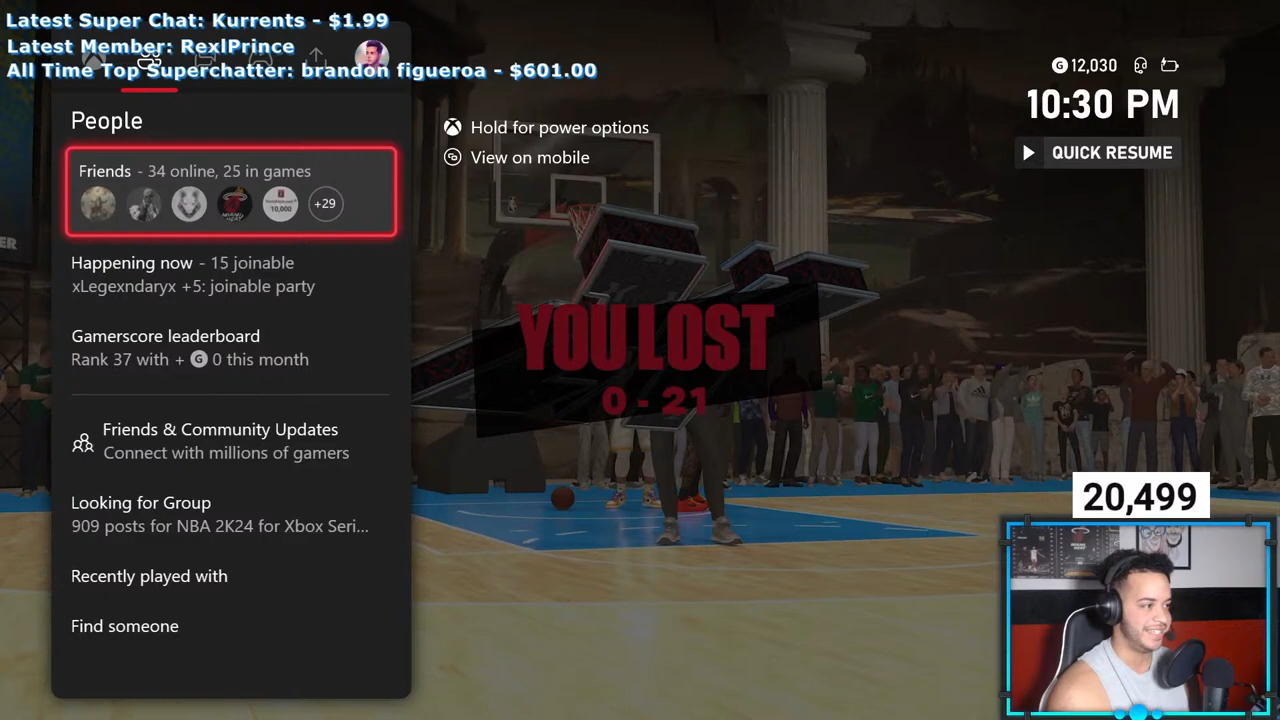 Latest Super Chat: Kurrents - $1.99
Latest Member: RexlPrince
All Time Top Superchatter: brandon figueroa - $601.00
People
Friends - 34 online, 25 in games
10,000
+29
Happening now - 15 joinable
xLegexndaryx +5: joinable party
Gamerscore leaderboard
Rank 37 with + G 0 this month
Friends & Community Updates
Connect with millions of gamers
Looking for Group
909 posts for NBA 2K24 for Xbox Seri...
Recently played with
Find someone
Hold for power options
View on mobile
G 12,030
10:30 PM
QUICK RESUME
YOU LOST
0 - 21
20,499